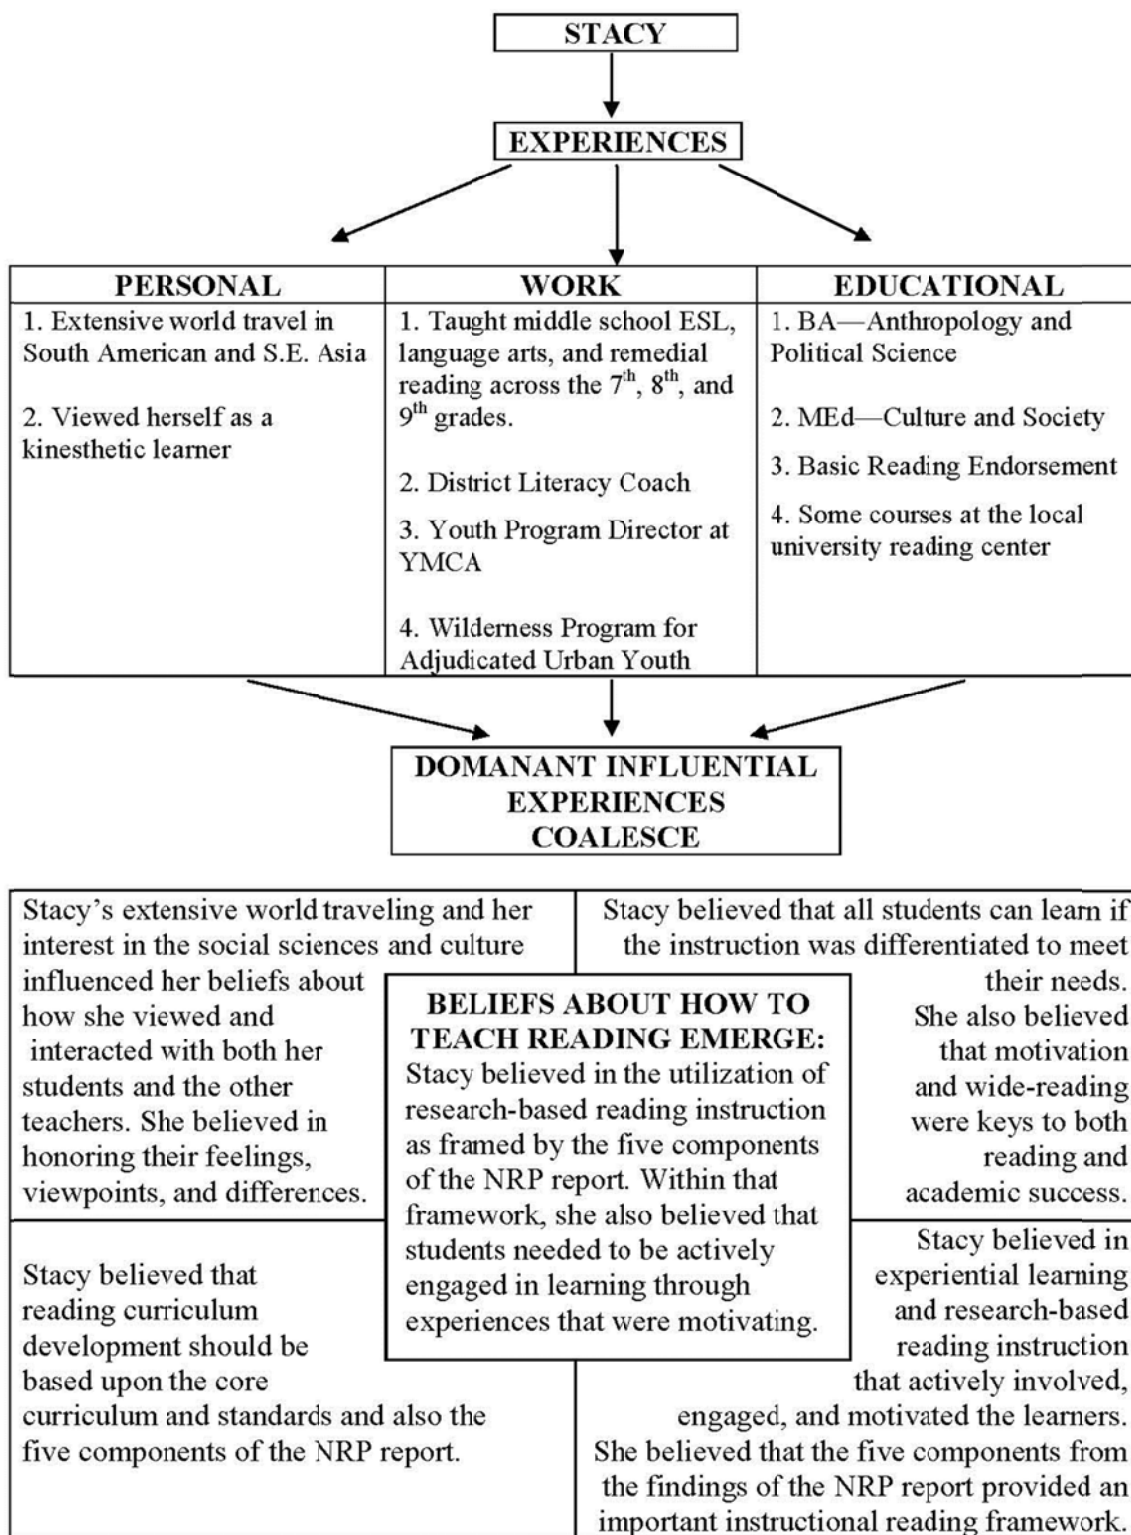 STACY
EXPERIENCES
PERSONAL
1. Extensive world travel in
South American and S.E. Asia
2. Viewed herself as a
kinesthetic learner
WORK
1. Taught middle school ESL,
language arts, and remedial
reading across the 7th, 8th, and
9th grades.
2. District Literacy Coach
3. Youth Program Director at
YMCA
4. Wilderness Program for
Adjudicated Urban Youth
EDUCATIONAL
1. BA—Anthropology and
Political Science
2. MEd—Culture and Society
3. Basic Reading Endorsement
4. Some courses at the local
university reading center
DOMANANT INFLUENTIAL
EXPERIENCES
COALESCE
Stacy's extensive world traveling and her
interest in the social sciences and culture
influenced her beliefs about
how she viewed and
interacted with both her
students and the other
teachers. She believed in
honoring their feelings,
viewpoints, and differences.
Stacy believed that all students can learn if
the instruction was differentiated to meet
their needs.
She also believed
that motivation
and wide-reading
were keys to both
reading and
academic success.
BELIEFS ABOUT HOW TO
TEACH READING EMERGE:
Stacy believed in the utilization of
research-based reading instruction
as framed by the five components
of the NRP report. Within that
framework, she also believed that
students needed to be actively
engaged in learning through
experiences that were motivating.
Stacy believed that
reading curriculum
development should be
based upon the core
curriculum and standards and also the
five components of the NRP report.
Stacy believed in
experiential learning
and research-based
reading instruction
that actively involved,
engaged, and motivated the learners.
She believed that the five components from
the findings of the NRP report provided an
important instructional reading framework.